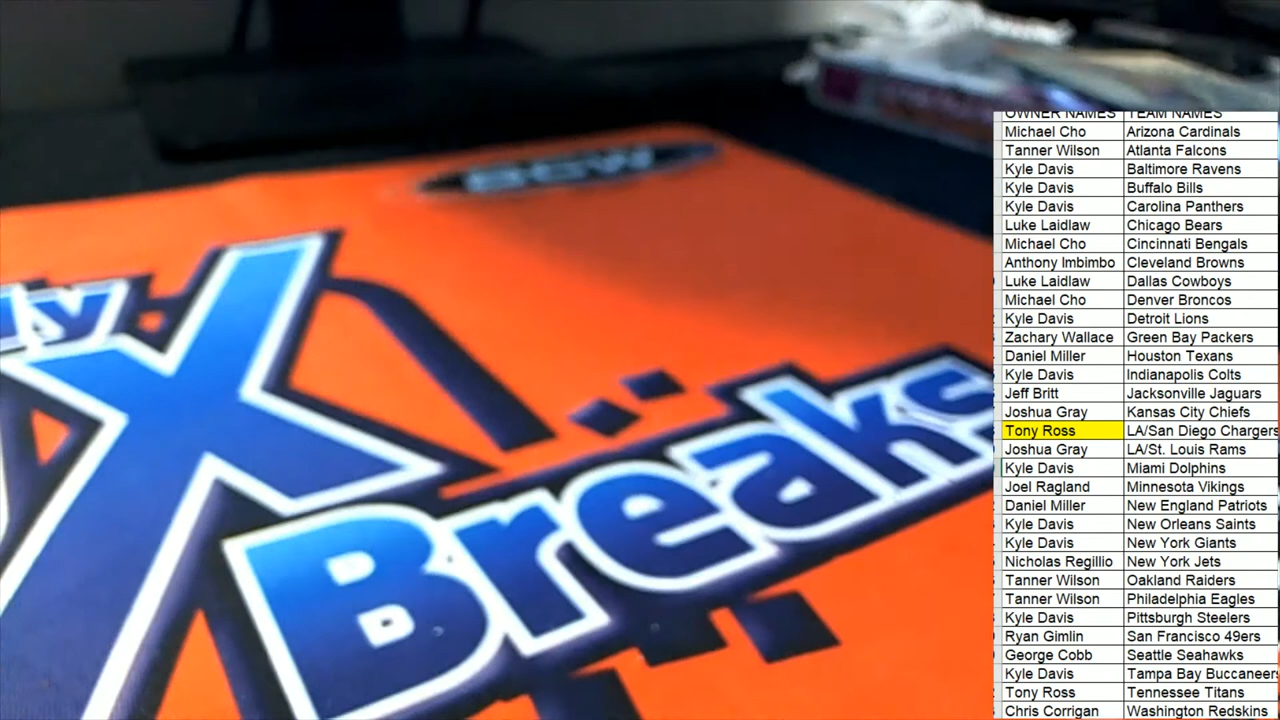 BCW
X
Breaks
OWNER NAMES TEAM NAMES
Michael Cho Arizona Cardinals
Tanner Wilson Atlanta Falcons
Kyle Davis Baltimore Ravens
Kyle Davis Buffalo Bills
Kyle Davis Carolina Panthers
Luke Laidlaw Chicago Bears
Michael Cho Cincinnati Bengals
Anthony Imbimbo Cleveland Browns
Luke Laidlaw Dallas Cowboys
Michael Cho Denver Broncos
Kyle Davis Detroit Lions
Zachary Wallace Green Bay Packers
Daniel Miller Houston Texans
Kyle Davis Indianapolis Colts
Jeff Britt Jacksonville Jaguars
Joshua Gray Kansas City Chiefs
Tony Ross LA/San Diego Chargers
Joshua Gray LA/St. Louis Rams
Kyle Davis Miami Dolphins
Joel Ragland Minnesota Vikings
Daniel Miller New England Patriots
Kyle Davis New Orleans Saints
Kyle Davis New York Giants
Nicholas Regillio New York Jets
Tanner Wilson Oakland Raiders
Tanner Wilson Philadelphia Eagles
Kyle Davis Pittsburgh Steelers
Ryan Gimlin San Francisco 49ers
George Cobb Seattle Seahawks
Kyle Davis Tampa Bay Buccaneers
Tony Ross Tennessee Titans
Chris Corrigan Washington Redskins